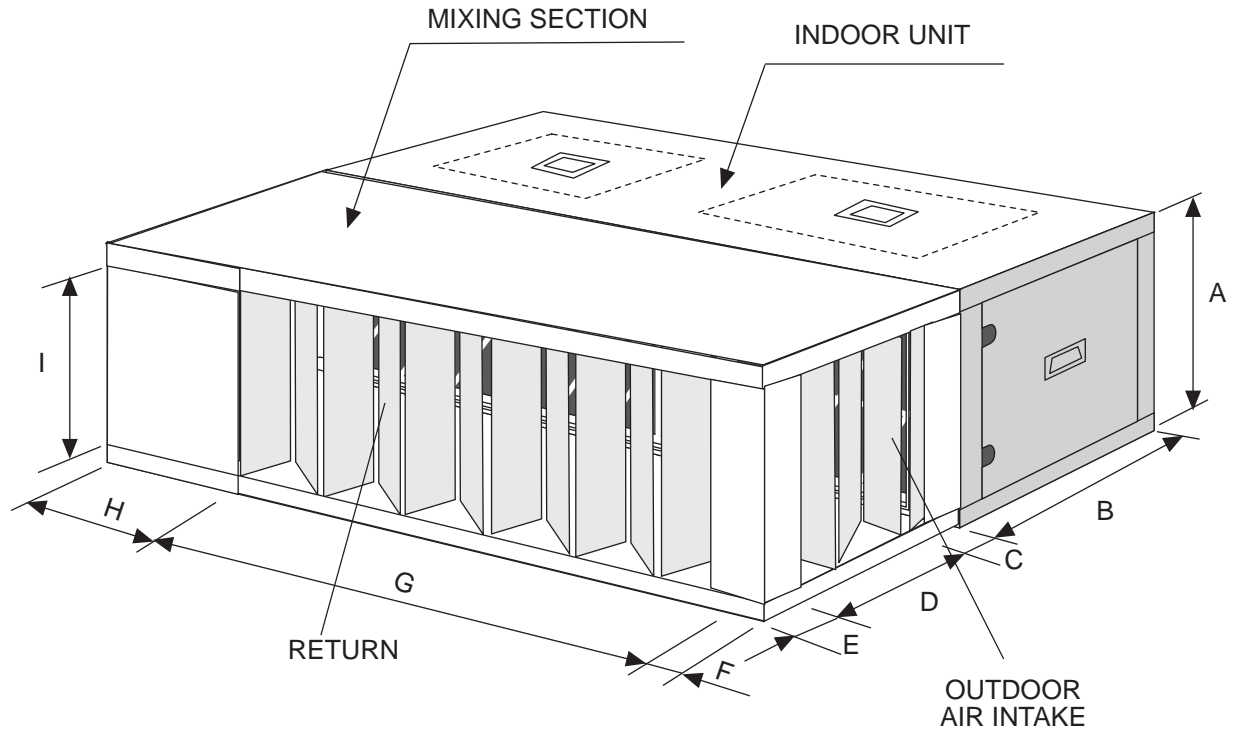 MIXING SECTION
INDOOR UNIT
A
I
B
H
C
G
D
E
RETURN
F
OUTDOOR
AIR INTAKE